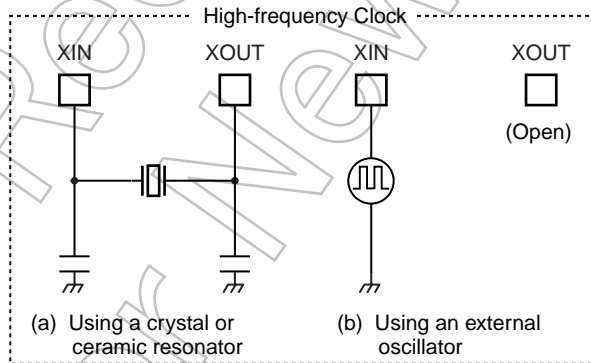 High-frequency Clock
XIN XOUT XIN XOUT
(Open)
(a) Using a crystal or
ceramic resonator
(b) Using an external
oscillator